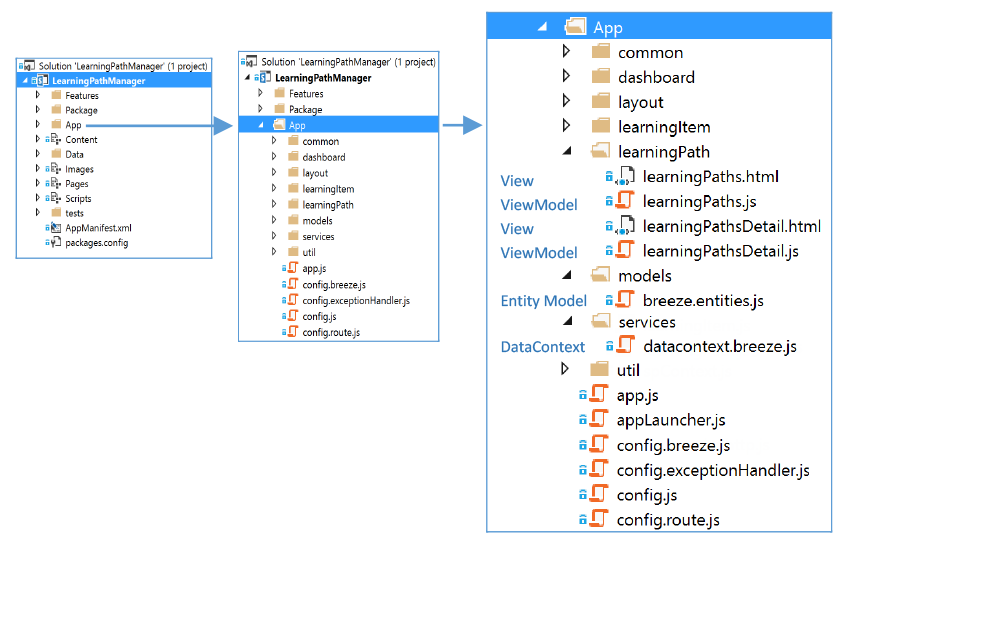 Solution 'LearningPathManager' (1 project)
LearningPathManager
Features
Package
App
Content
Data
Images
Pages
Scripts
tests
AppManifest.xml
packages.config
Solution 'LearningPathManager' (1 project)
LearningPathManager
Features
Package
App
common
dashboard
layout
learningItem
learningPath
models
services
util
app.js
config.breeze.js
config.exceptionHandler.js
config.js
config.route.js
App
common
dashboard
layout
learningItem
learningPath
View learningPaths.html
ViewModel learningPaths.js
View learningPathsDetail.html
ViewModel learningPathsDetail.js
models
Entity Model breeze.entities.js
services
DataContext datacontext.breeze.js
util
app.js
appLauncher.js
config.breeze.js
config.exceptionHandler.js
config.js
config.route.js